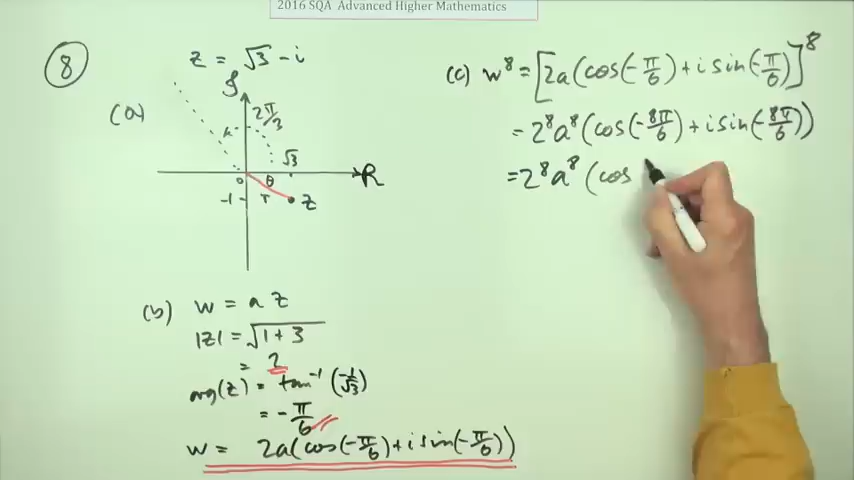 2016 SQA Advanced Higher Mathematics
8
z = √3 - i
(a)
ℐ
2π/3
√3
R
0
θ
-1
z
(b) w = a z
|z| = √1 + 3
= 2
arg(z) = tan⁻¹ (-1/√3)
= - π/6
w = 2a(cos(-π/6) + i sin(-π/6))
(c) w⁸ = [2a(cos(-π/6) + i sin(-π/6)]⁸
= 2⁸a⁸ (cos(-8π/6) + i sin(-8π/6))
= 2⁸a⁸ (cos